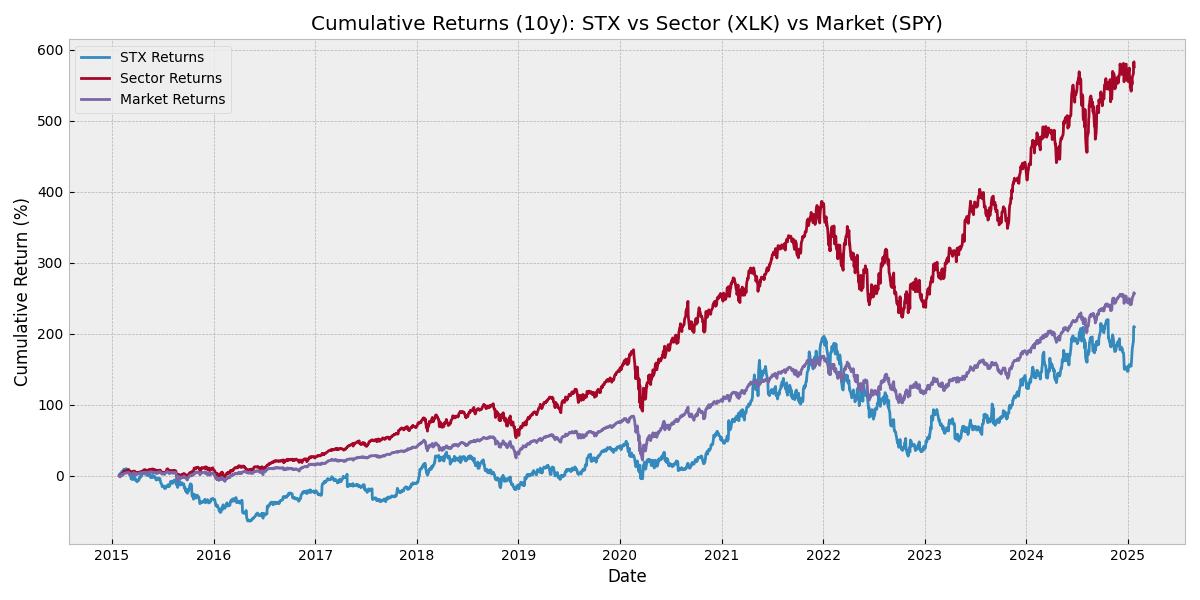 Cumulative Returns (10y): STX vs Sector (XLK) vs Market (SPY)
STX Returns
Sector Returns
Market Returns
Cumulative Return (%)
600
500
400
300
200
100
0
2015 2016 2017 2018 2019 2020 2021 2022 2023 2024 2025
Date